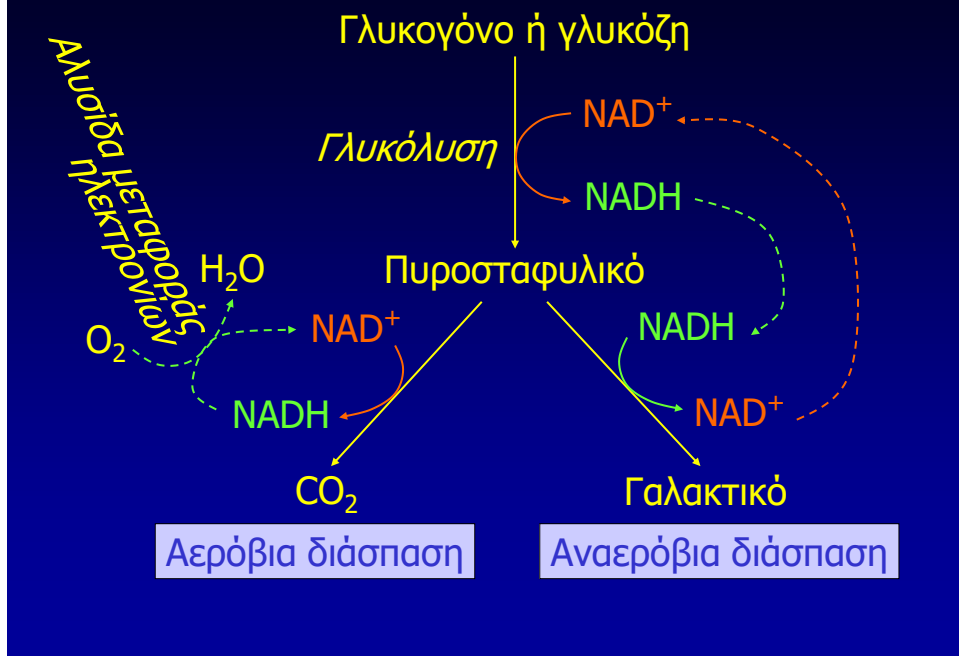 Γλυκογόνο ή γλυκόζη
Αλυσίδα μεταφοράς
ηλεκτρονίων
NAD⁺
Γλυκόλυση
NADH
Πυροσταφυλικό
H₂O
O₂
NAD⁺
NADH
NADH
NAD⁺
CO₂
Γαλακτικό
Αερόβια διάσπαση
Αναερόβια διάσπαση